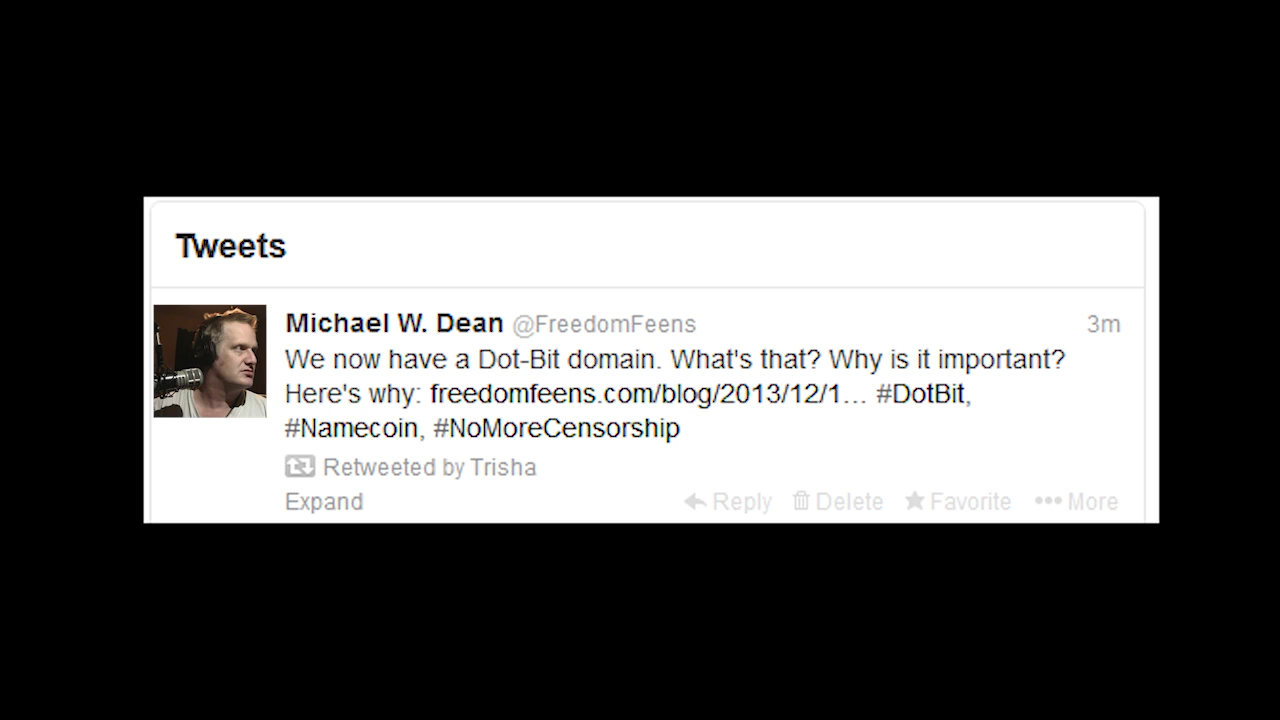 Tweets
Michael W. Dean @FreedomFeens 3m
We now have a Dot-Bit domain. What's that? Why is it important?
Here's why: freedomfeens.com/blog/2013/12/1… #DotBit,
#Namecoin, #NoMoreCensorship
Retweeted by Trisha
Expand Reply Delete Favorite More